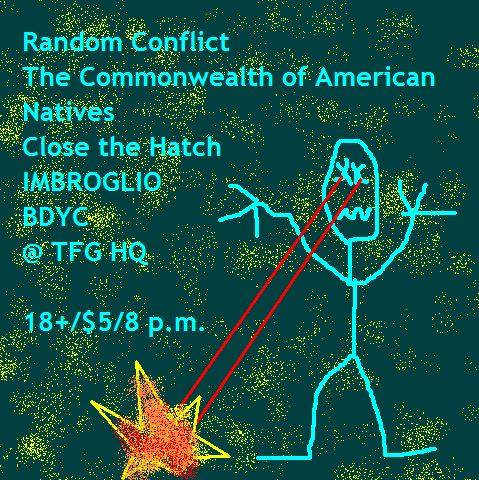 Random Conflict
The Commonwealth of American
Natives
Close the Hatch
IMBROGLIO
BDYC
@ TFG HQ
18+/$5/8 p.m.